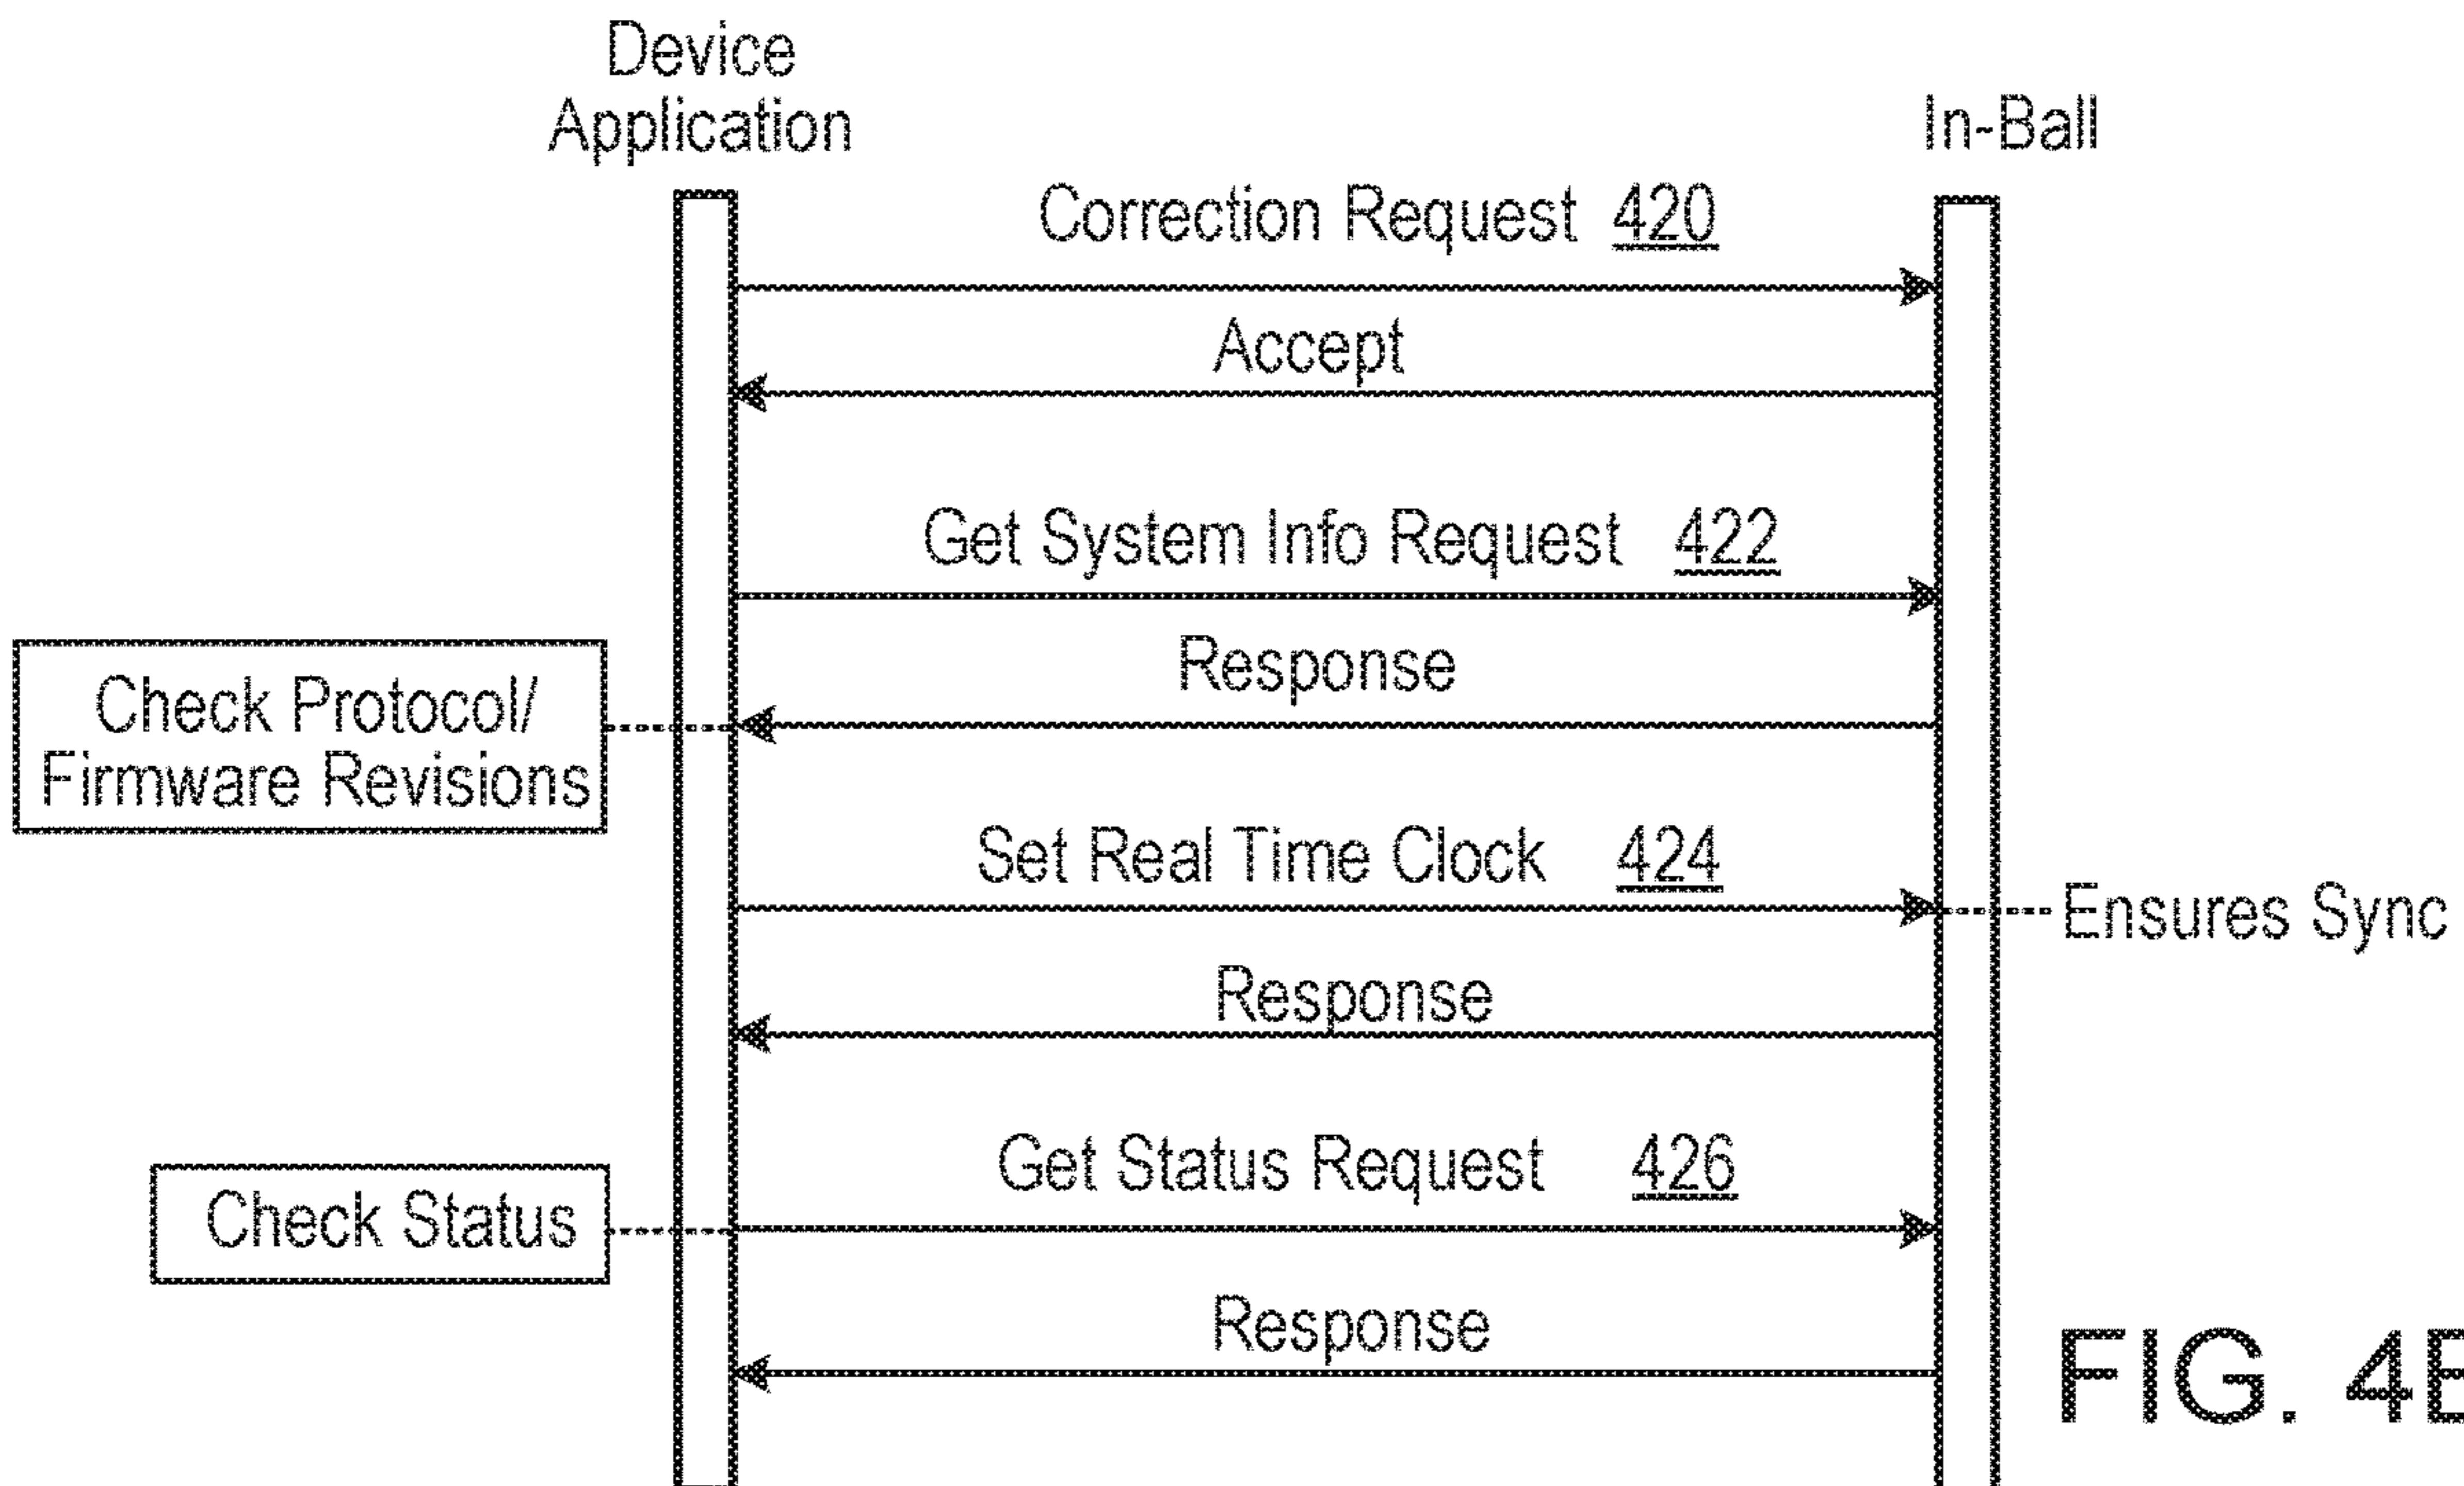 Device
Application
In-Ball
Correction Request 420
Accept
Get System Info Request 422
Response
Check Protocol/
Firmware Revisions
Set Real Time Clock 424
Ensures Sync
Response
Get Status Request 426
Check Status
Response
FIG.